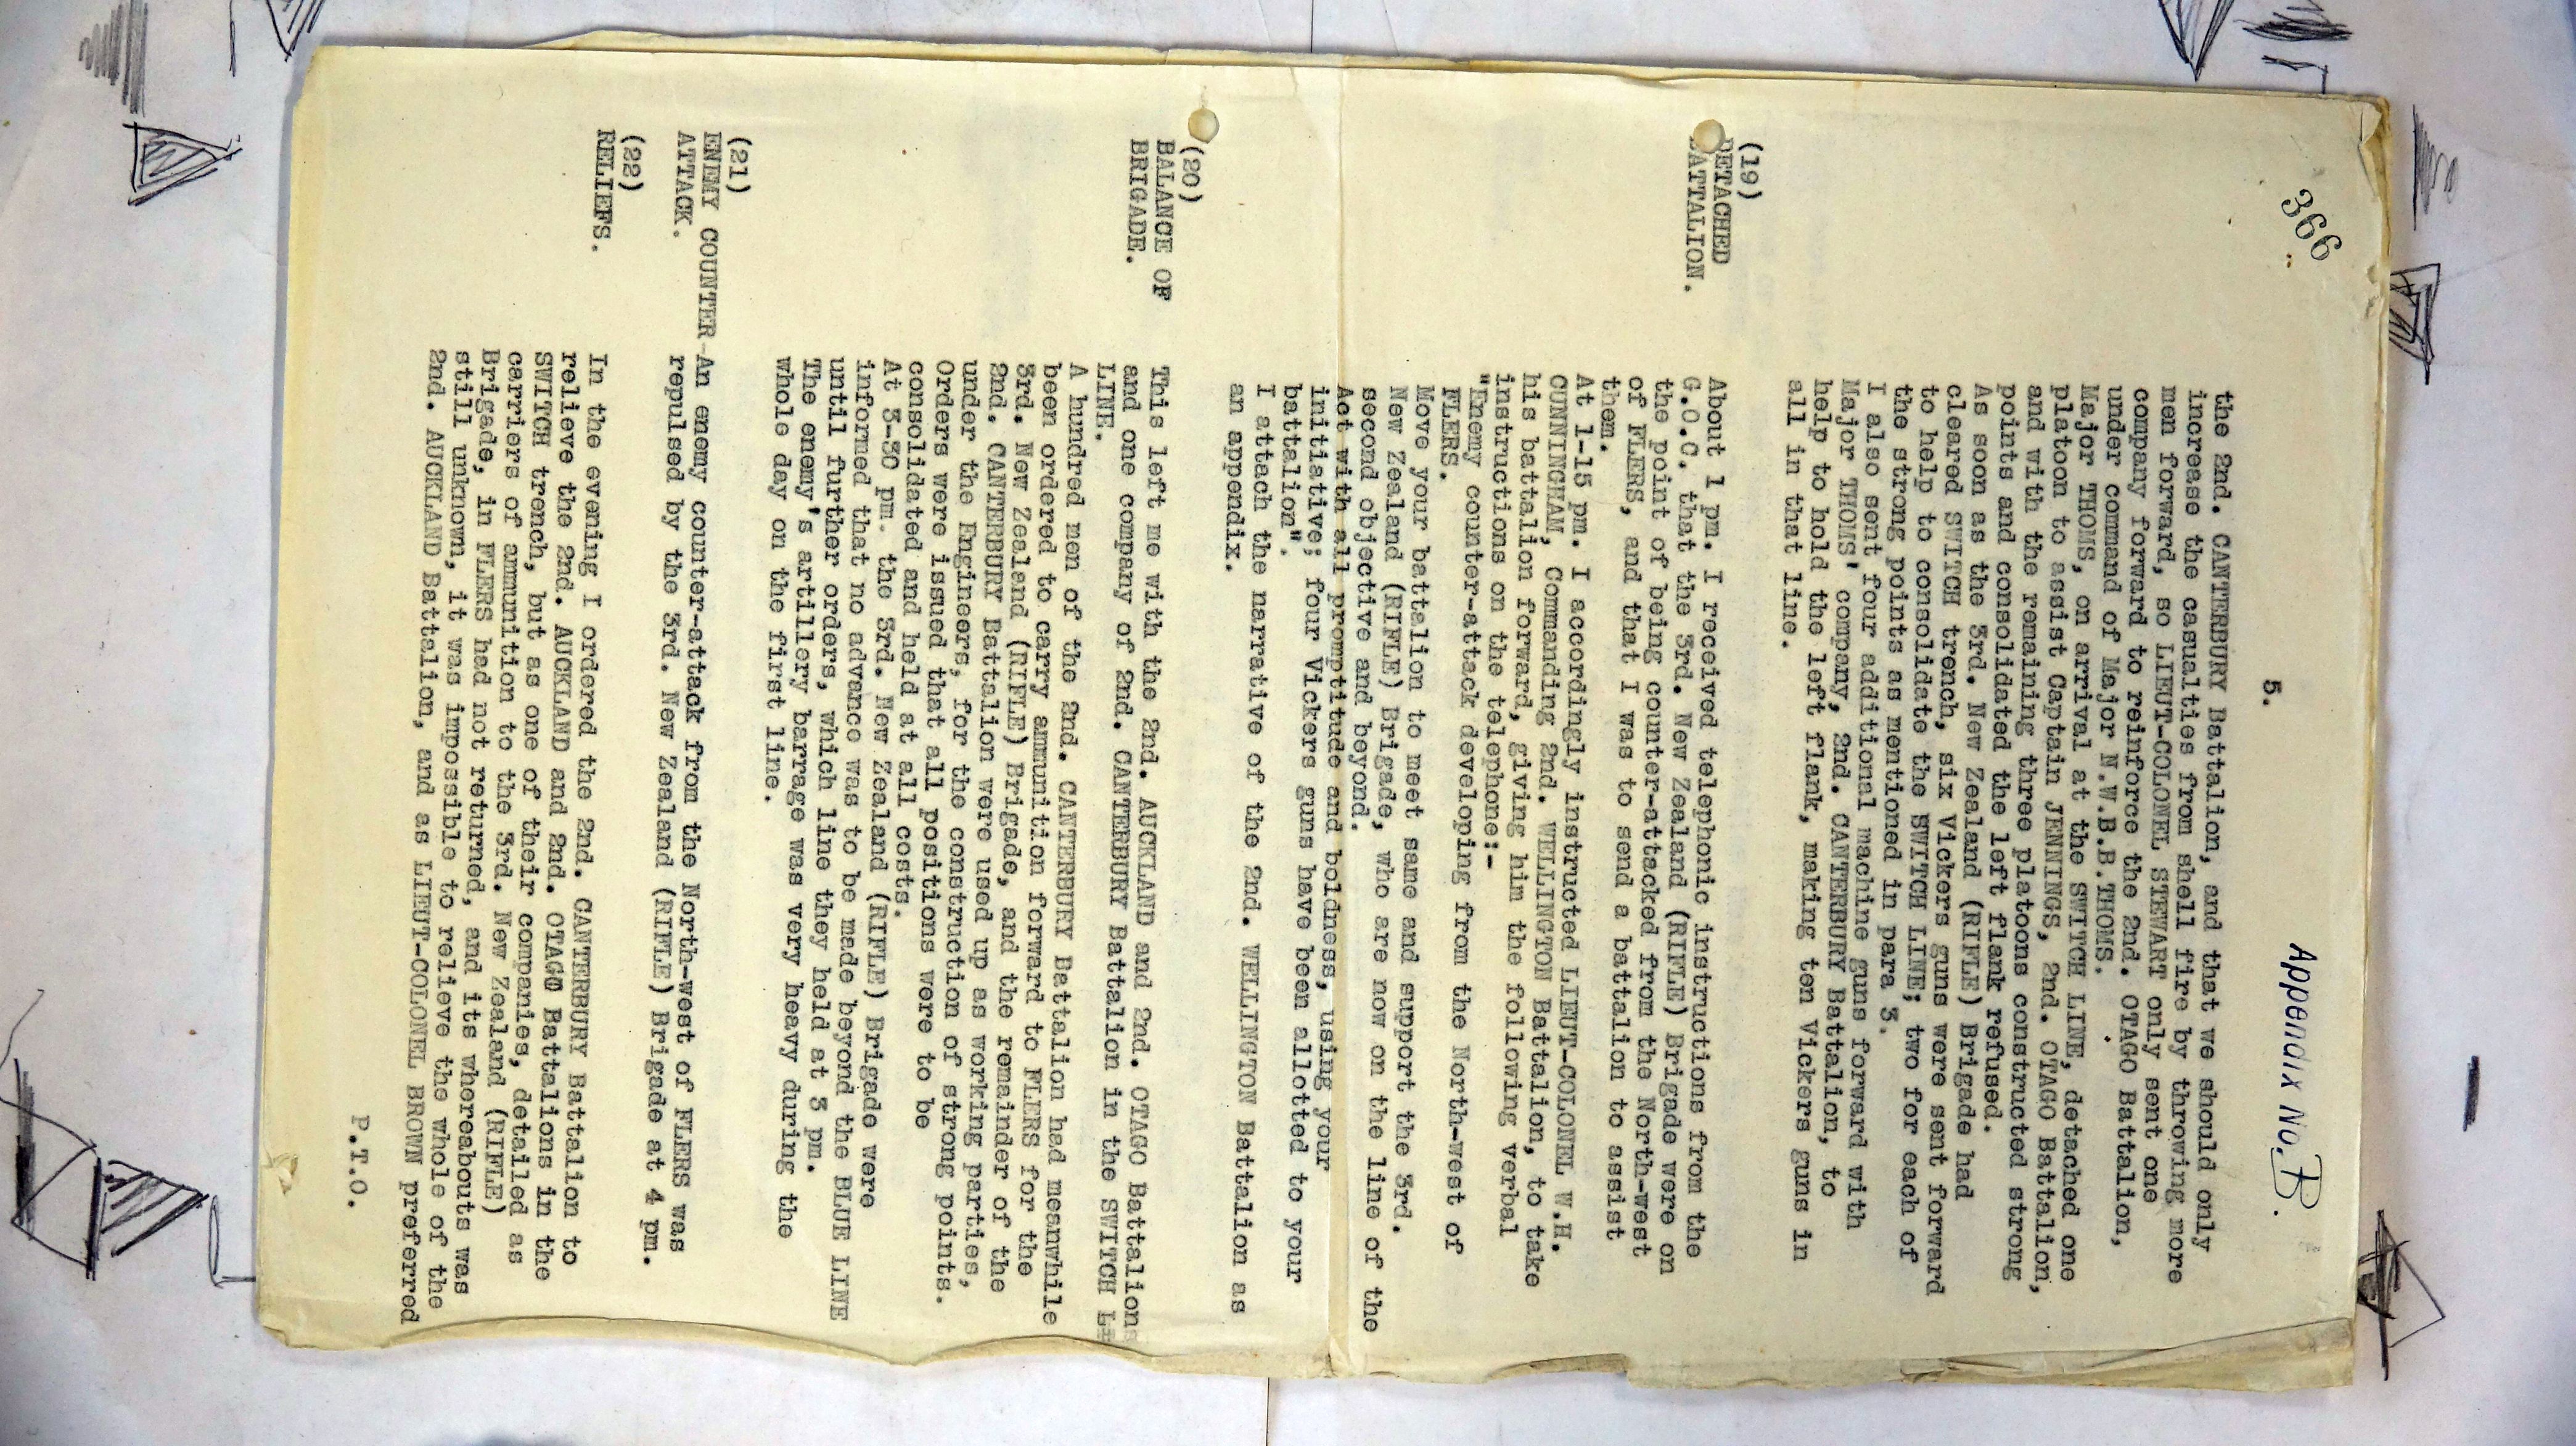 366
5.
Appendix No. B.
the 2nd. CANTERBURY Battalion, and that we should only
increase the casualties from shell fire by throwing more
men forward, so LIEUT-COLONEL STEWART only sent one
company forward to reinforce the 2nd. OTAGO Battalion,
under command of Major N.W.B.B.THOMS.
Major THOMS, on arrival at the SWITCH LINE, detached one
platoon to assist Captain JENNINGS, 2nd. OTAGO Battalion,
and with the remaining three platoons constructed strong
points and consolidated the left flank refused.
As soon as the 3rd. New Zealand (RIFLE) Brigade had
cleared SWITCH trench, six Vickers guns were sent forward
to help to consolidate the SWITCH LINE; two for each of
the strong points as mentioned in para 3.
I also sent four additional machine guns forward with
Major THOMS' company, 2nd. CANTERBURY Battalion, to
help to hold the left flank, making ten Vickers guns in
all in that line.
(19)
DETACHED
BATTALION.
About 1 pm. I received telephonic instructions from the
G.O.C. that the 3rd. New Zealand (RIFLE) Brigade were on
the point of being counter-attacked from the North-west
of FLERS, and that I was to send a battalion to assist
them.
At 1-15 pm. I accordingly instructed LIEUT-COLONEL W.H.
CUNNINGHAM, Commanding 2nd. WELLINGTON Battalion, to take
his battalion forward, giving him the following verbal
instructions on the telephone:-
"Enemy counter-attack developing from the North-west of
FLERS.
Move your battalion to meet same and support the 3rd.
New Zealand (RIFLE) Brigade, who are now on the line of the
second objective and beyond.
Act with all promptitude and boldness, using your
initiative; four Vickers guns have been allotted to your
battalion".
I attach the narrative of the 2nd. WELLINGTON Battalion as
an appendix.
(20)
BALANCE OF
BRIGADE.
This left me with the 2nd. AUCKLAND and 2nd. OTAGO Battalions
and one company of 2nd. CANTERBURY Battalion in the SWITCH Li
LINE.
A hundred men of the 2nd. CANTERBURY Battalion had meanwhile
been ordered to carry ammunition forward to FLERS for the
3rd. New Zealand (RIFLE) Brigade, and the remainder of the
2nd. CANTERBURY Battalion were used up as working parties,
under the Engineers, for the construction of strong points.
Orders were issued that all positions were to be
consolidated and held at all costs.
At 3-30 pm. the 3rd. New Zealand (RIFLE) Brigade were
informed that no advance was to be made beyond the BLUE LINE
until further orders, which line they held at 3 pm.
The enemy's artillery barrage was very heavy during the
whole day on the first line.
(21)
ENEMY COUNTER
ATTACK.
-An enemy counter-attack from the North-west of FLERS was
repulsed by the 3rd. New Zealand (RIFLE) Brigade at 4 pm.
(22)
RELIEFS.
In the evening I ordered the 2nd. CANTERBURY Battalion to
relieve the 2nd. AUCKLAND and 2nd. OTAGO Battalions in the
SWITCH trench, but as one of their companies, detailed as
carriers of ammunition to the 3rd. New Zealand (RIFLE)
Brigade, in FLERS had not returned, and its whereabouts was
still unknown, it was impossible to relieve the whole of the
2nd. AUCKLAND Battalion, and as LIEUT-COLONEL BROWN preferred
P.T.O.